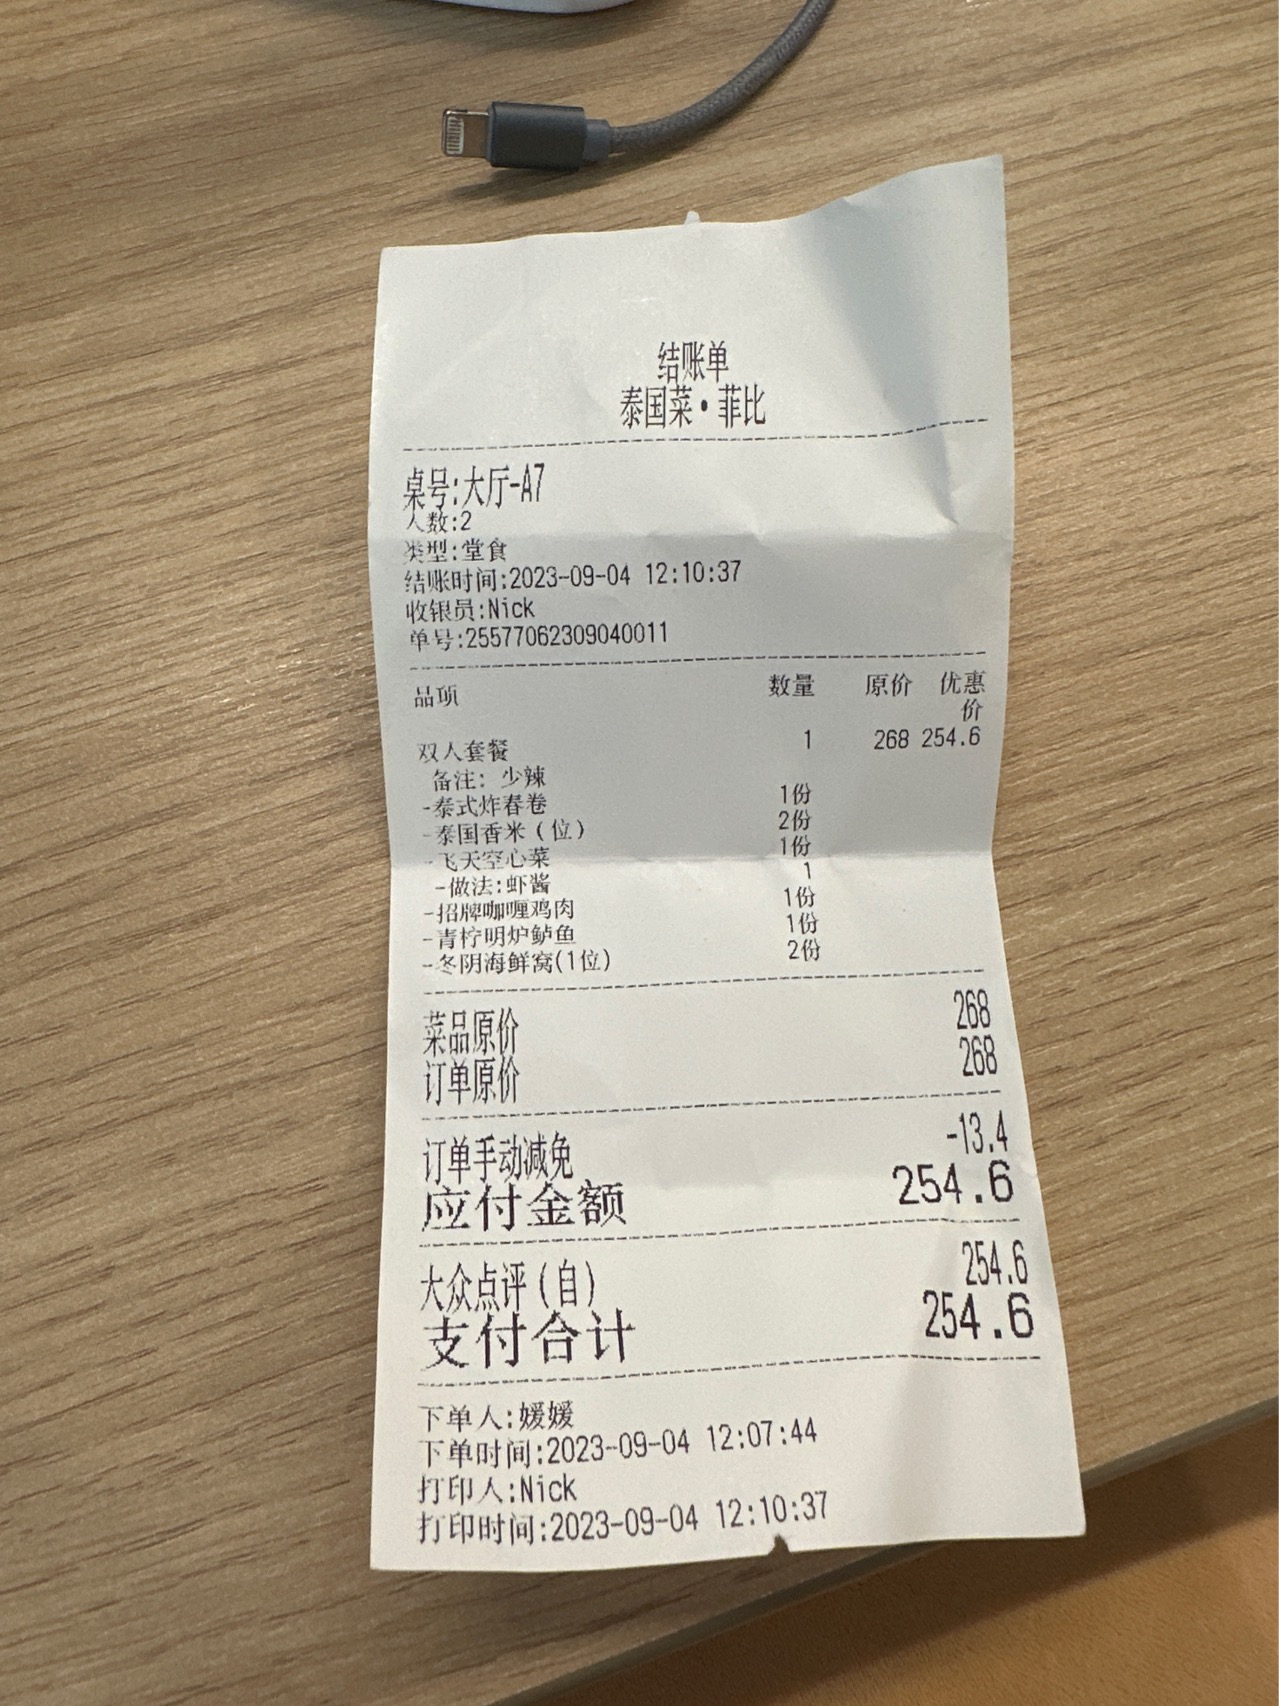 结账单
泰国菜•菲比
桌号:大厅-A7
人数:2
类型:堂食
结账时间:2023-09-04 12:10:37
收银员:Nick
单号:25577062309040011
品项 数量 原价 优惠价
双人套餐 1 268 254.6
备注: 少辣
-泰式炸春卷 1份
-泰国香米(位) 2份
-飞天空心菜 1份
-做法:虾酱 1
-招牌咖喱鸡肉 1份
-青柠明炉鲈鱼 1份
-冬阴海鲜窝(1位) 2份
菜品原价 268
订单原价 268
订单手动减免 -13.4
应付金额 254.6
大众点评(自) 254.6
支付合计 254.6
下单人:媛媛
下单时间:2023-09-04 12:07:44
打印人:Nick
打印时间:2023-09-04 12:10:37